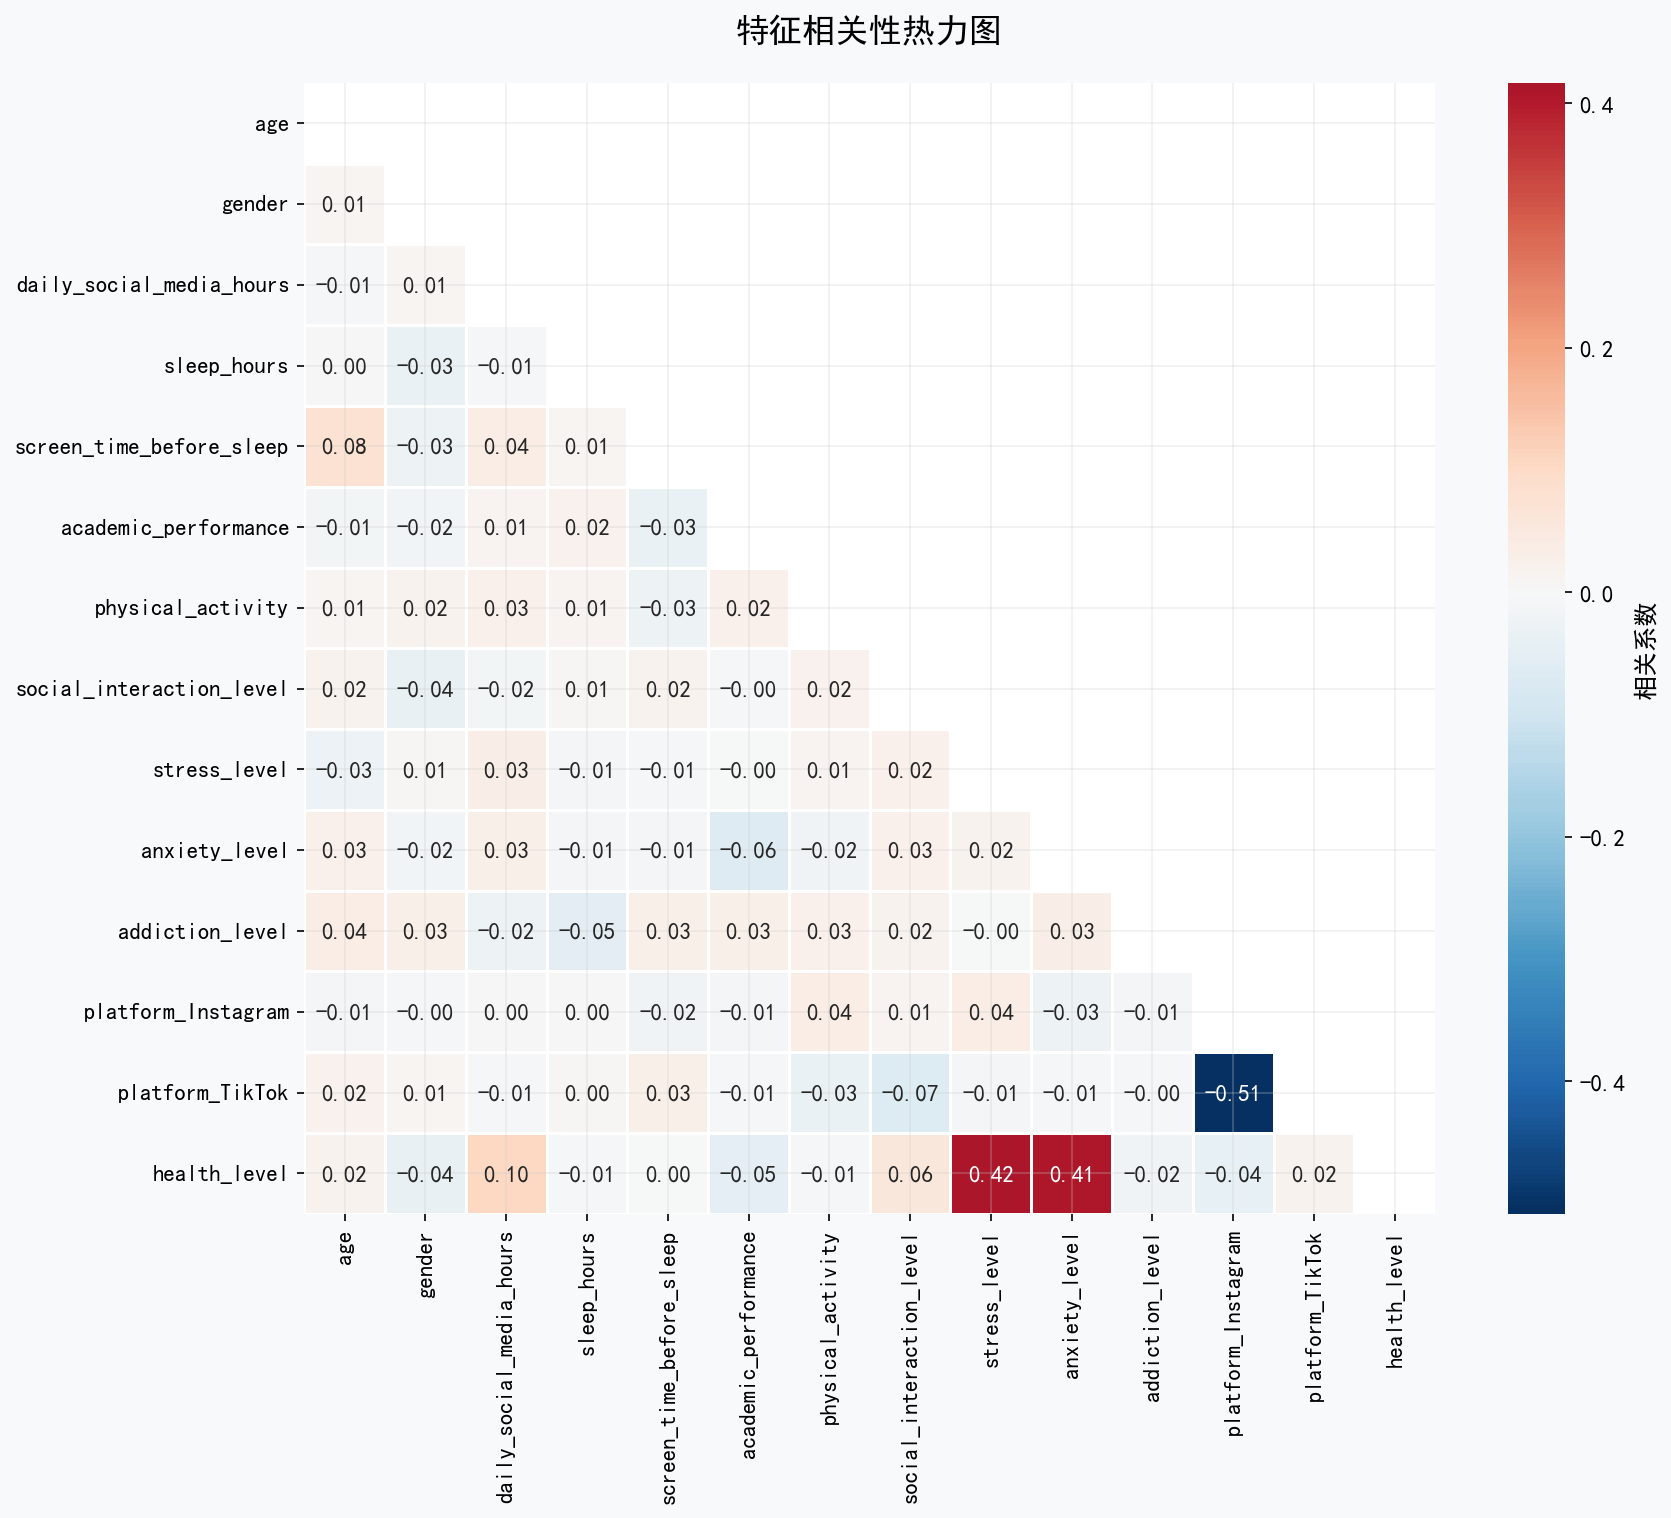 特征相关性热力图
age
gender 0.01
daily_social_media_hours -0.01 0.01
sleep_hours 0.00 -0.03 -0.01
screen_time_before_sleep 0.08 -0.03 0.04 0.01
academic_performance -0.01 -0.02 0.01 0.02 -0.03
physical_activity 0.01 0.02 0.03 0.01 -0.03 0.02
social_interaction_level 0.02 -0.04 -0.02 0.01 0.02 -0.00 0.02
stress_level -0.03 0.01 0.03 -0.01 -0.01 -0.00 0.01 0.02
anxiety_level 0.03 -0.02 0.03 -0.01 -0.01 -0.06 -0.02 0.03 0.02
addiction_level 0.04 0.03 -0.02 -0.05 0.03 0.03 0.03 0.02 -0.00 0.03
platform_Instagram -0.01 -0.00 0.00 0.00 -0.02 -0.01 0.04 0.01 0.04 -0.03 -0.01
platform_TikTok 0.02 0.01 -0.01 0.00 0.03 -0.01 -0.03 -0.07 -0.01 -0.01 -0.00 -0.51
health_level 0.02 -0.04 0.10 -0.01 0.00 -0.05 -0.01 0.06 0.42 0.41 -0.02 -0.04 0.02
age
gender
daily_social_media_hours
sleep_hours
screen_time_before_sleep
academic_performance
physical_activity
social_interaction_level
stress_level
anxiety_level
addiction_level
platform_Instagram
platform_TikTok
health_level
0.4
0.2
0.0
-0.2
-0.4
相关系数